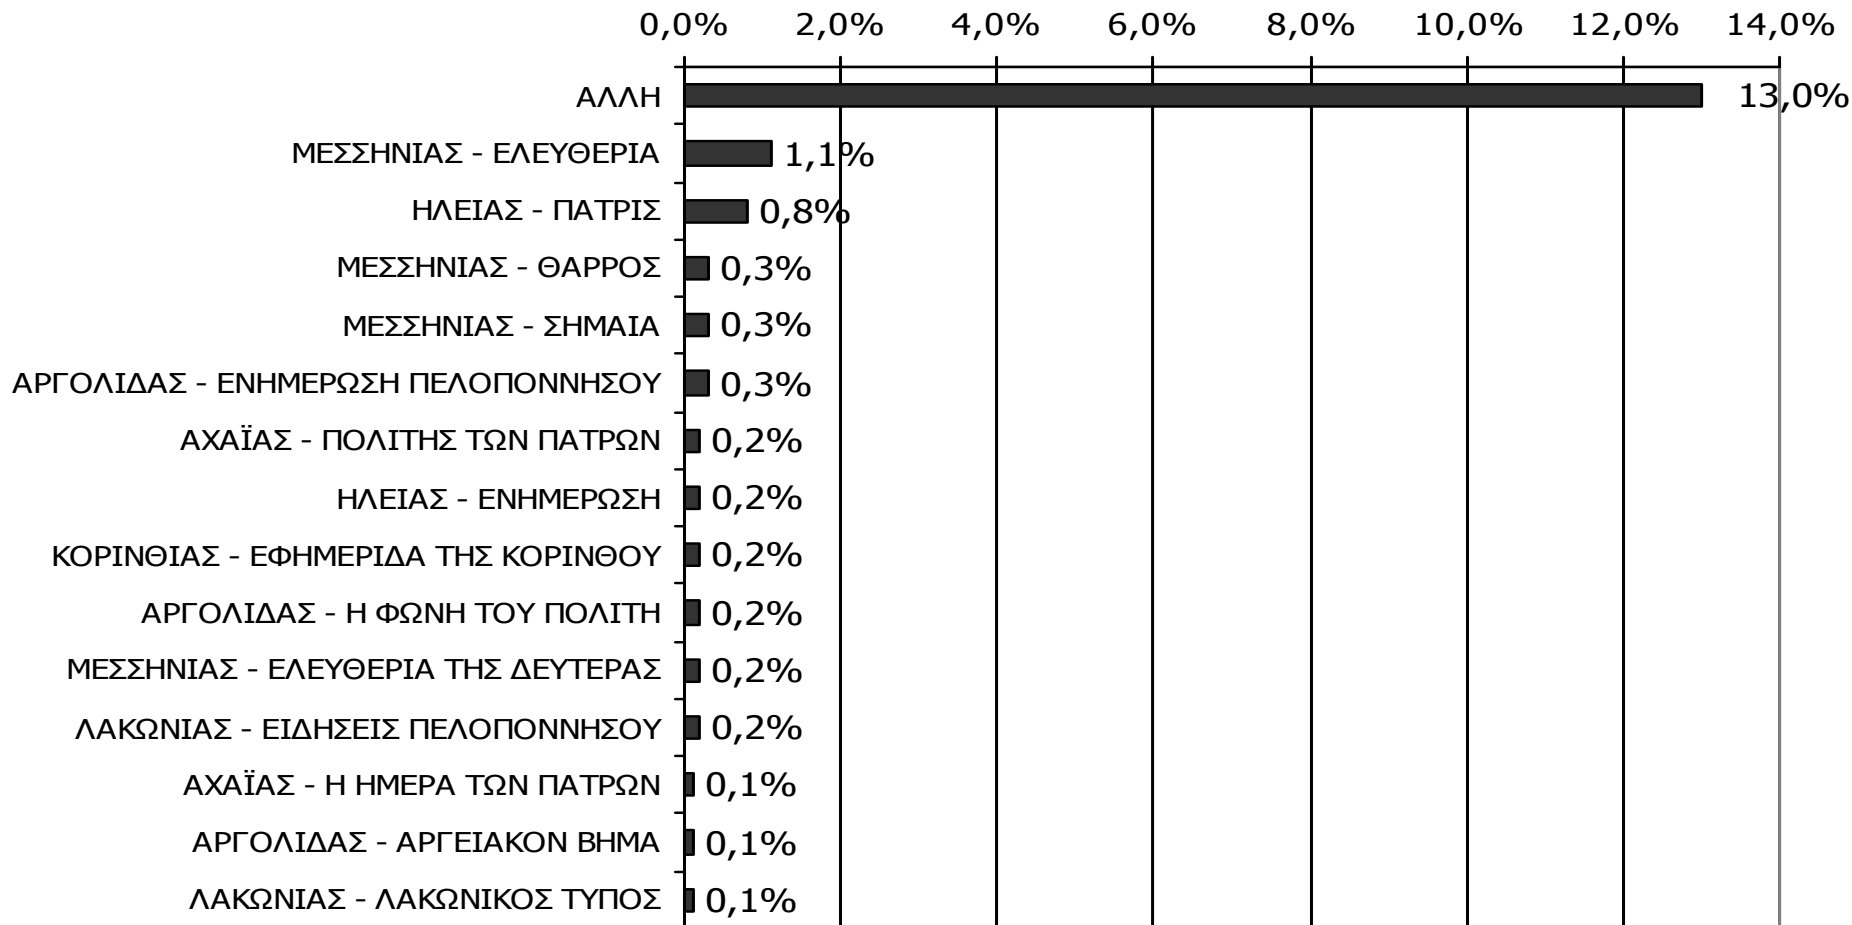 0,0% 2,0% 4,0% 6,0% 8,0% 10,0% 12,0% 14,0%
ΑΛΛΗ 13,0%
ΜΕΣΣΗΝΙΑΣ - ΕΛΕΥΘΕΡΙΑ 1,1%
ΗΛΕΙΑΣ - ΠΑΤΡΙΣ 0,8%
ΜΕΣΣΗΝΙΑΣ - ΘΑΡΡΟΣ 0,3%
ΜΕΣΣΗΝΙΑΣ - ΣΗΜΑΙΑ 0,3%
ΑΡΓΟΛΙΔΑΣ - ΕΝΗΜΕΡΩΣΗ ΠΕΛΟΠΟΝΝΗΣΟΥ 0,3%
ΑΧΑΪΑΣ - ΠΟΛΙΤΗΣ ΤΩΝ ΠΑΤΡΩΝ 0,2%
ΗΛΕΙΑΣ - ΕΝΗΜΕΡΩΣΗ 0,2%
ΚΟΡΙΝΘΙΑΣ - ΕΦΗΜΕΡΙΔΑ ΤΗΣ ΚΟΡΙΝΘΟΥ 0,2%
ΑΡΓΟΛΙΔΑΣ - Η ΦΩΝΗ ΤΟΥ ΠΟΛΙΤΗ 0,2%
ΜΕΣΣΗΝΙΑΣ - ΕΛΕΥΘΕΡΙΑ ΤΗΣ ΔΕΥΤΕΡΑΣ 0,2%
ΛΑΚΩΝΙΑΣ - ΕΙΔΗΣΕΙΣ ΠΕΛΟΠΟΝΝΗΣΟΥ 0,2%
ΑΧΑΪΑΣ - Η ΗΜΕΡΑ ΤΩΝ ΠΑΤΡΩΝ 0,1%
ΑΡΓΟΛΙΔΑΣ - ΑΡΓΕΙΑΚΟΝ ΒΗΜΑ 0,1%
ΛΑΚΩΝΙΑΣ - ΛΑΚΩΝΙΚΟΣ ΤΥΠΟΣ 0,1%